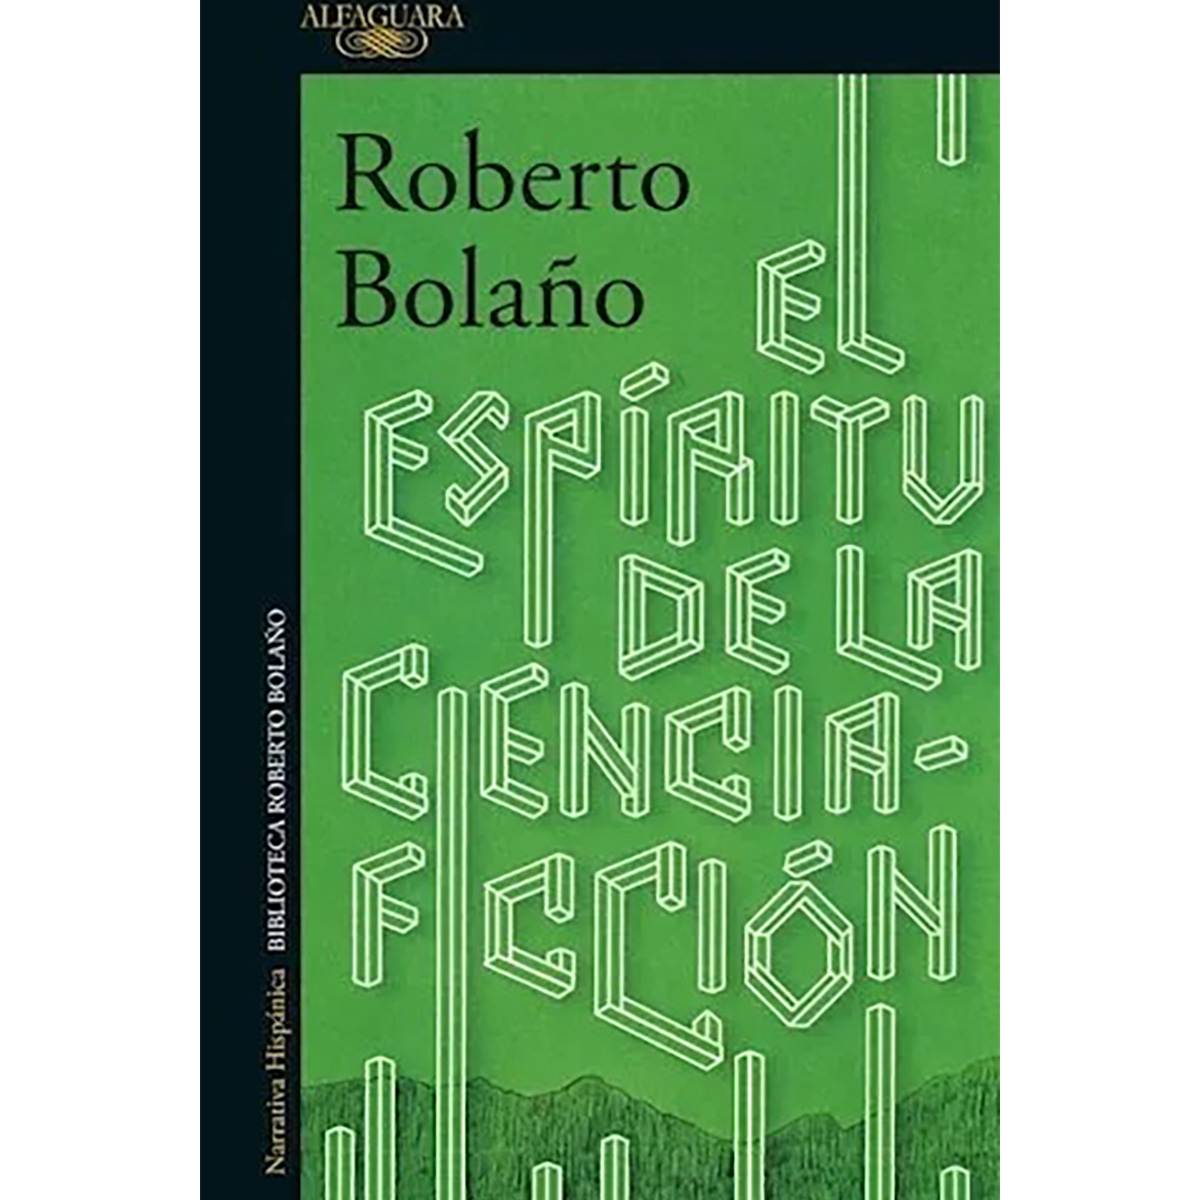 ALFAGUARA
Roberto
Bolaño
EL
ESPÍRITU
DE LA
CIENCIA-
FICCIÓN
Narrativa Hispánica BIBLIOTECA ROBERTO BOLAÑO